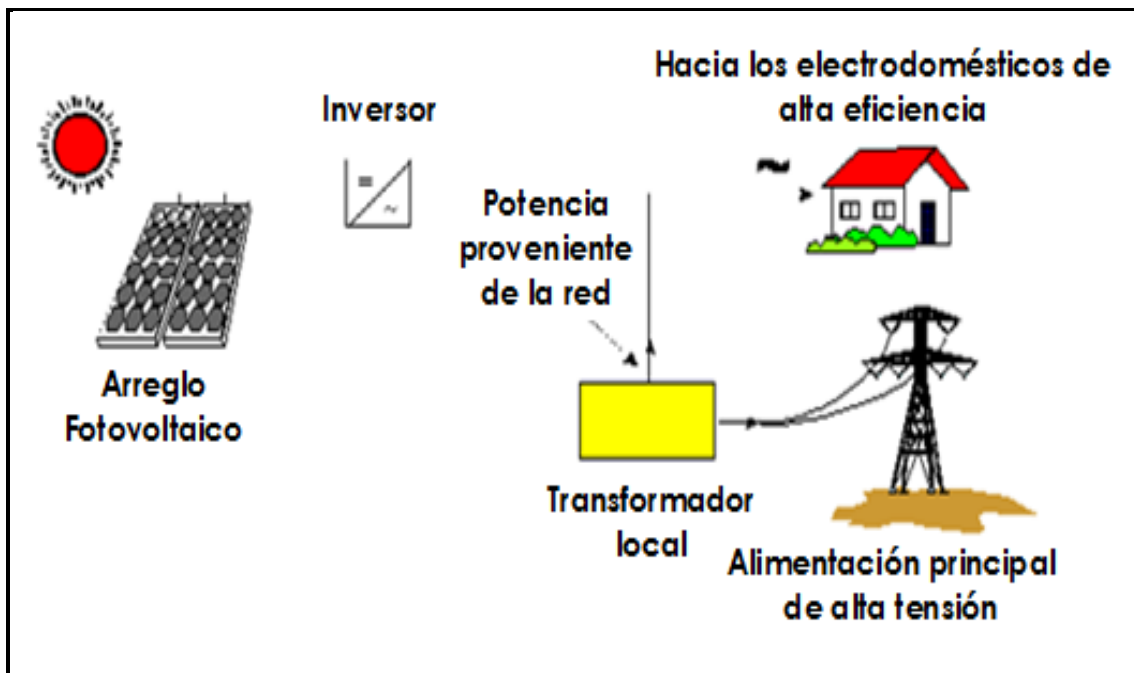 Hacia los electrodomésticos de
alta eficiencia
Inversor
Potencia
proveniente
de la red
Arreglo
Fotovoltaico
Transformador
local
Alimentación principal
de alta tensión